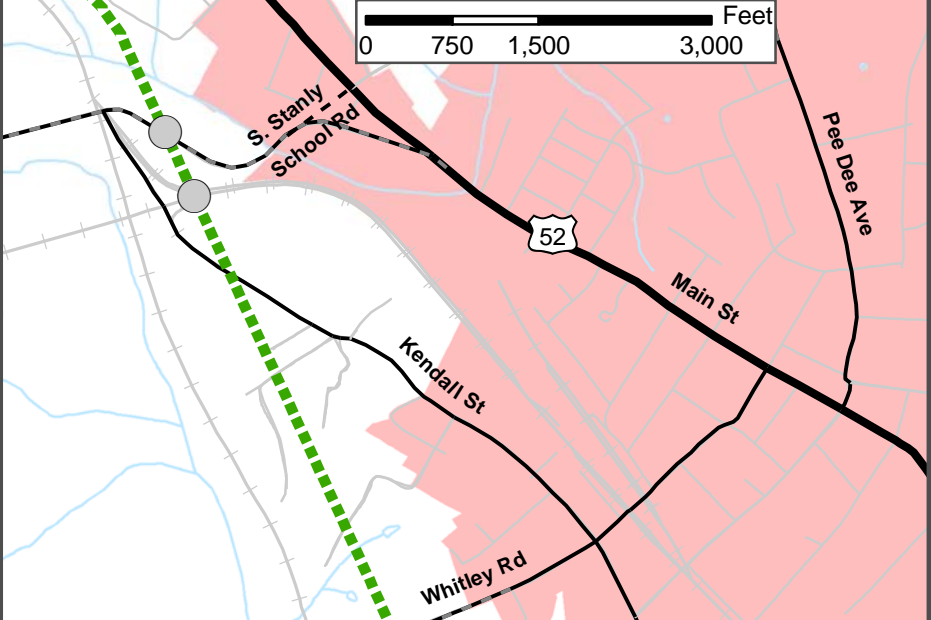 Feet
0 750 1,500 3,000
S. Stanly
School Rd
Pee Dee Ave
52
Main St
Kendall St
Whitley Rd